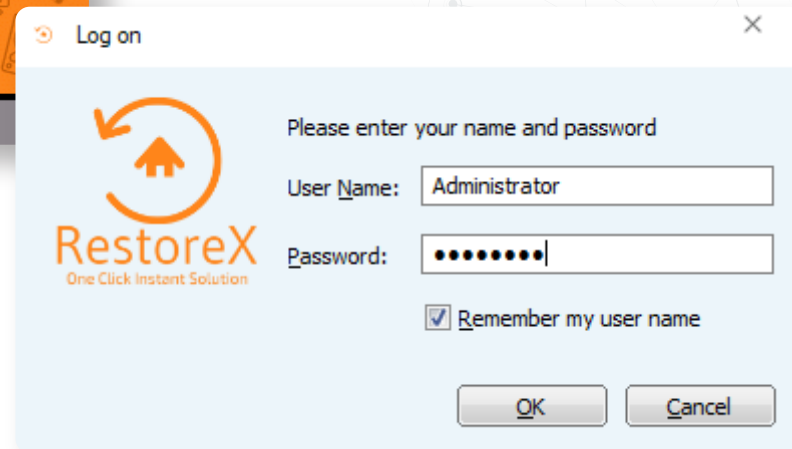 Log on
Please enter your name and password
User Name: Administrator
Password: ••••••••
Remember my user name
RestoreX
One Click Instant Solution
OK Cancel